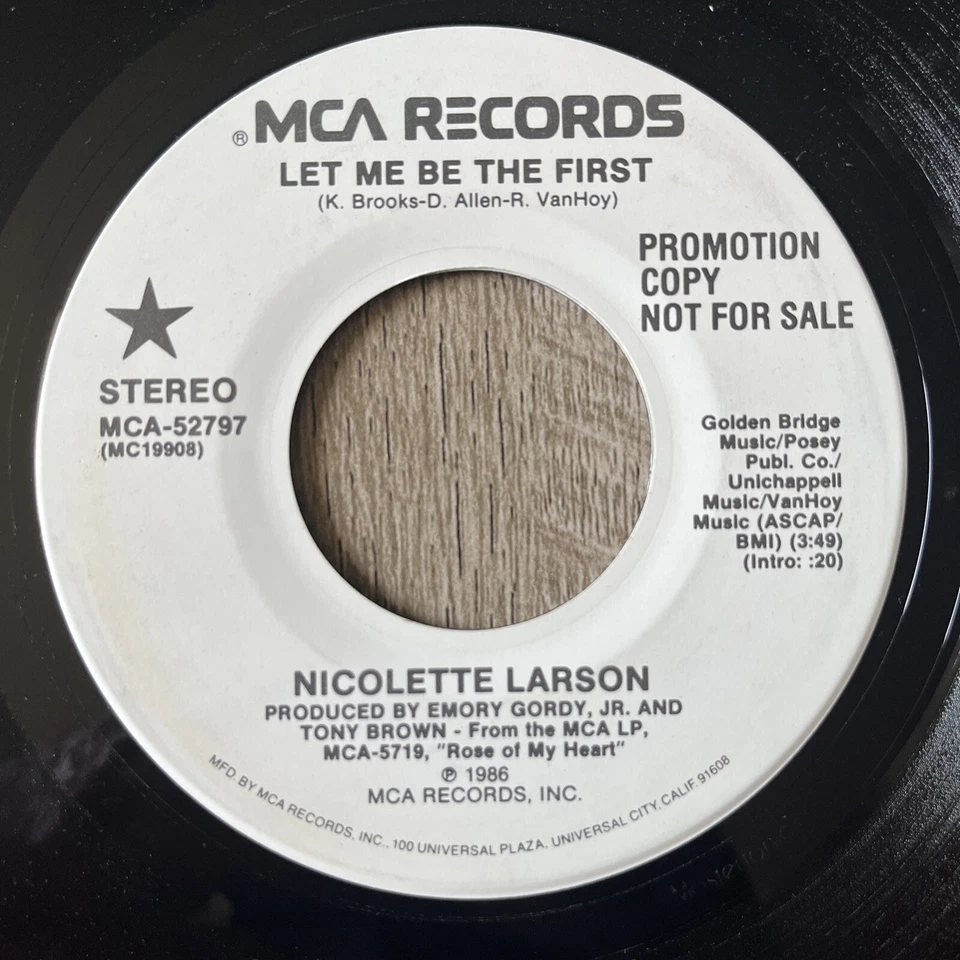 ® MCA RECORDS
LET ME BE THE FIRST
(K. Brooks-D. Allen-R. VanHoy)
PROMOTION
COPY
NOT FOR SALE
STEREO
MCA-52797
(MC19908)
Golden Bridge
Music/Posey
Publ. Co./
Unichappell
Music/VanHoy
Music (ASCAP/
BMI) (3:49)
(Intro: :20)
NICOLETTE LARSON
PRODUCED BY EMORY GORDY, JR. AND
TONY BROWN - From the MCA LP,
MCA-5719, "Rose of My Heart"
℗ 1986
MCA RECORDS, INC.
MFD. BY MCA RECORDS, INC., 100 UNIVERSAL PLAZA, UNIVERSAL CITY, CALIF. 91608